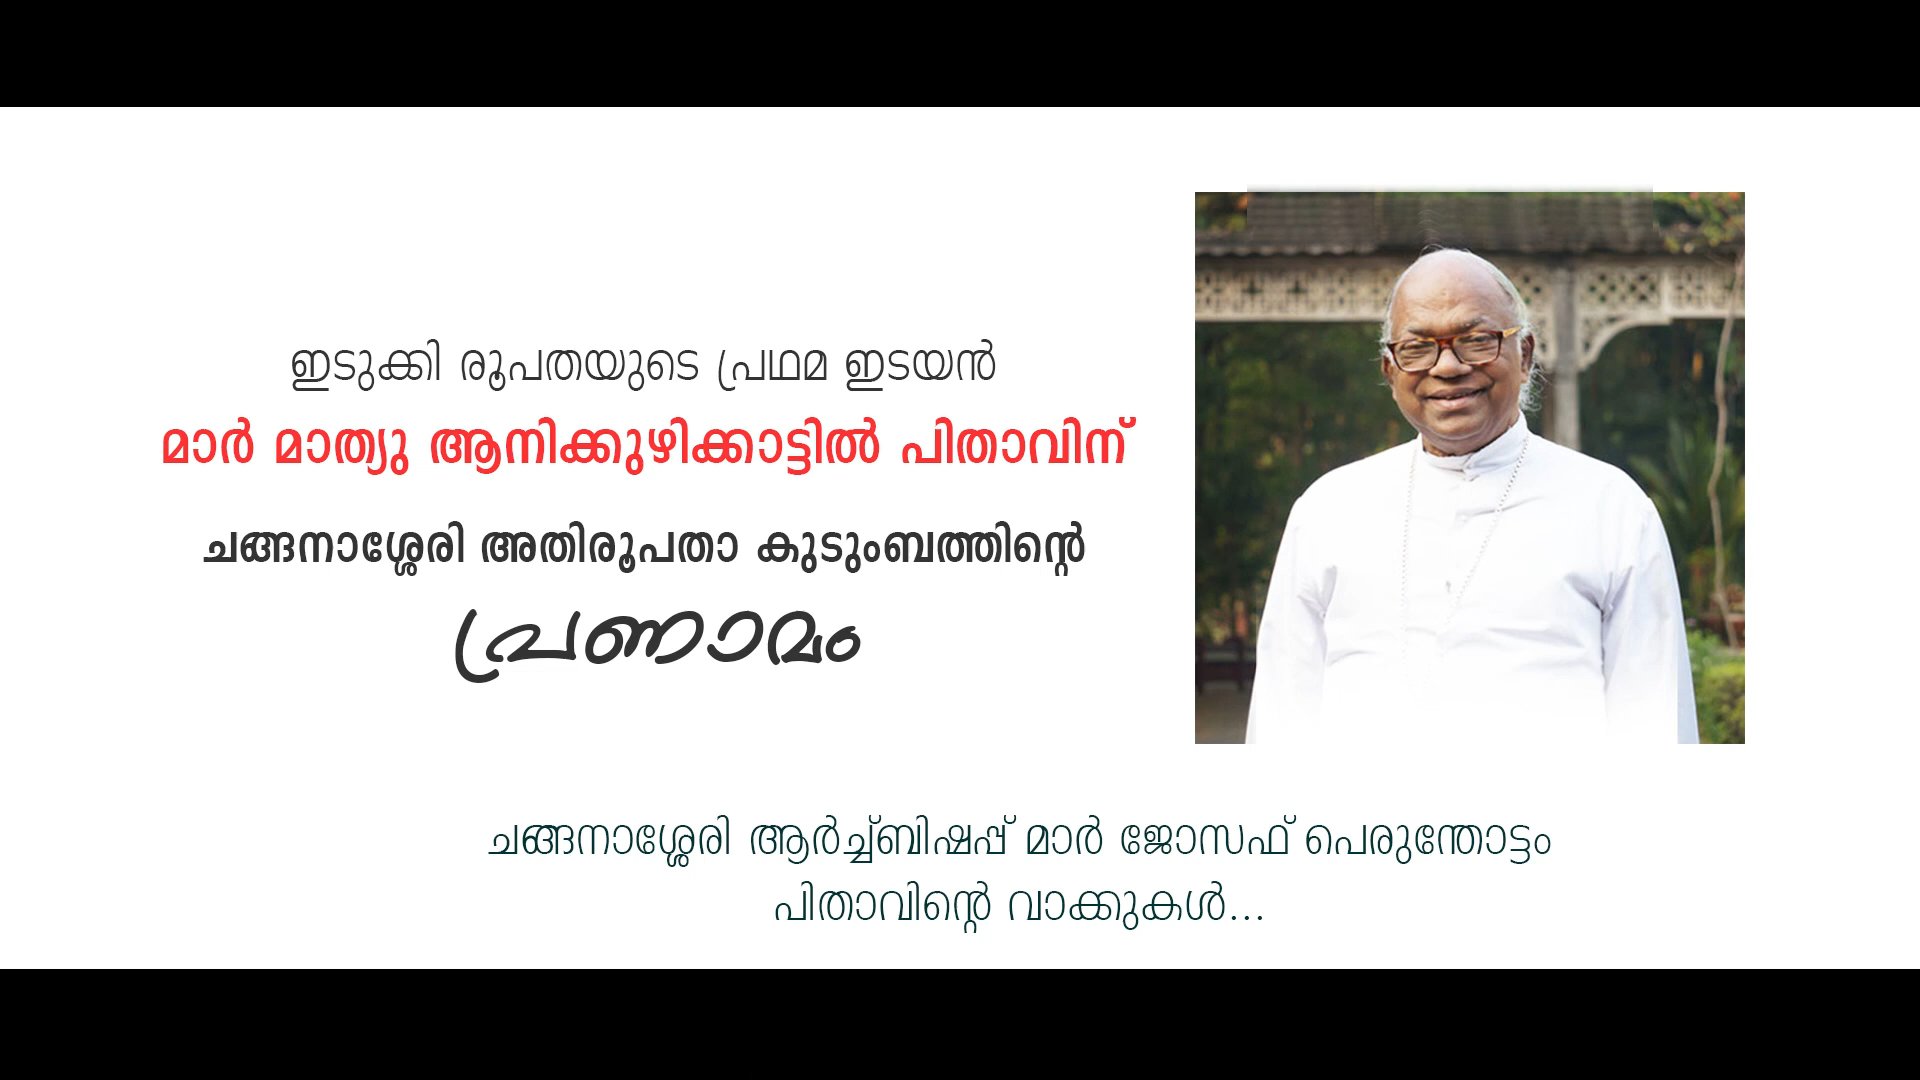 ഇടുക്കി രൂപതയുടെ പ്രഥമ ഇടയൻ
മാർ മാത്യു ആനിക്കുഴിക്കാട്ടിൽ പിതാവിന്
ചങ്ങനാശ്ശേരി അതിരൂപതാ കുടുംബത്തിന്റെ
പ്രണാമം
ചങ്ങനാശ്ശേരി ആർച്ച്ബിഷപ്പ് മാർ ജോസഫ് പെരുന്തോട്ടം
പിതാവിന്റെ വാക്കുകൾ...